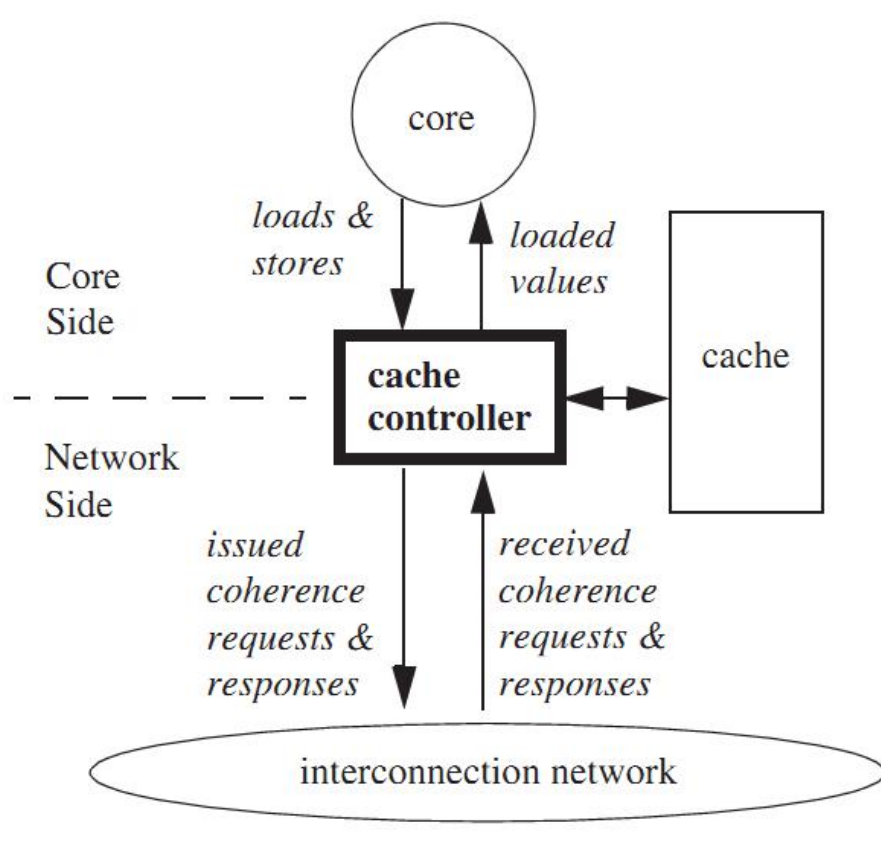 core
loads &
stores
loaded
values
Core
Side
cache
cache
controller
Network
Side
issued
coherence
requests &
responses
received
coherence
requests &
responses
interconnection network